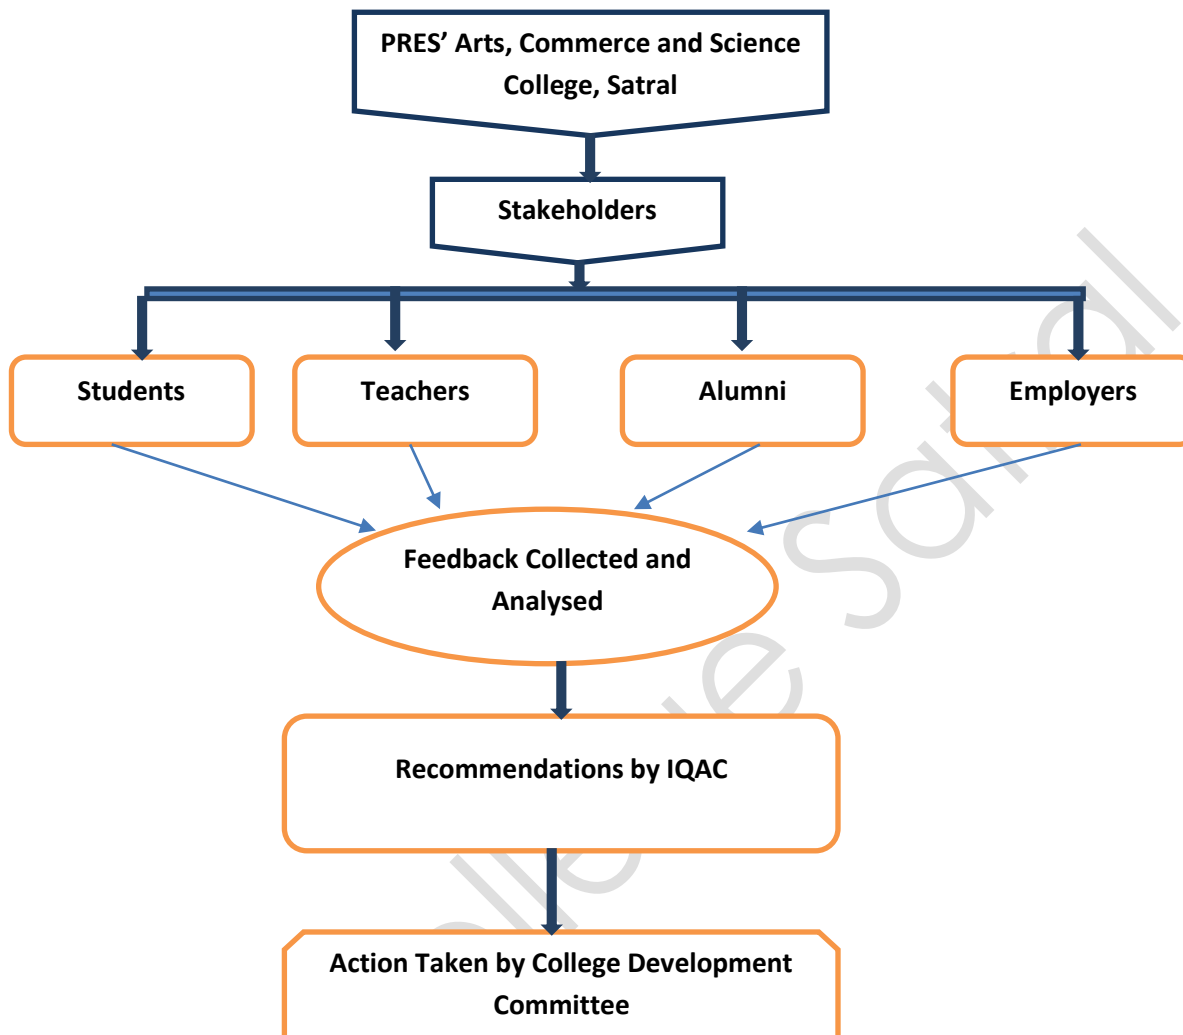 PRES’ Arts, Commerce and Science
College, Satral
Stakeholders
Students
Teachers
Alumni
Employers
Feedback Collected and
Analysed
Recommendations by IQAC
Action Taken by College Development
Committee
Satral